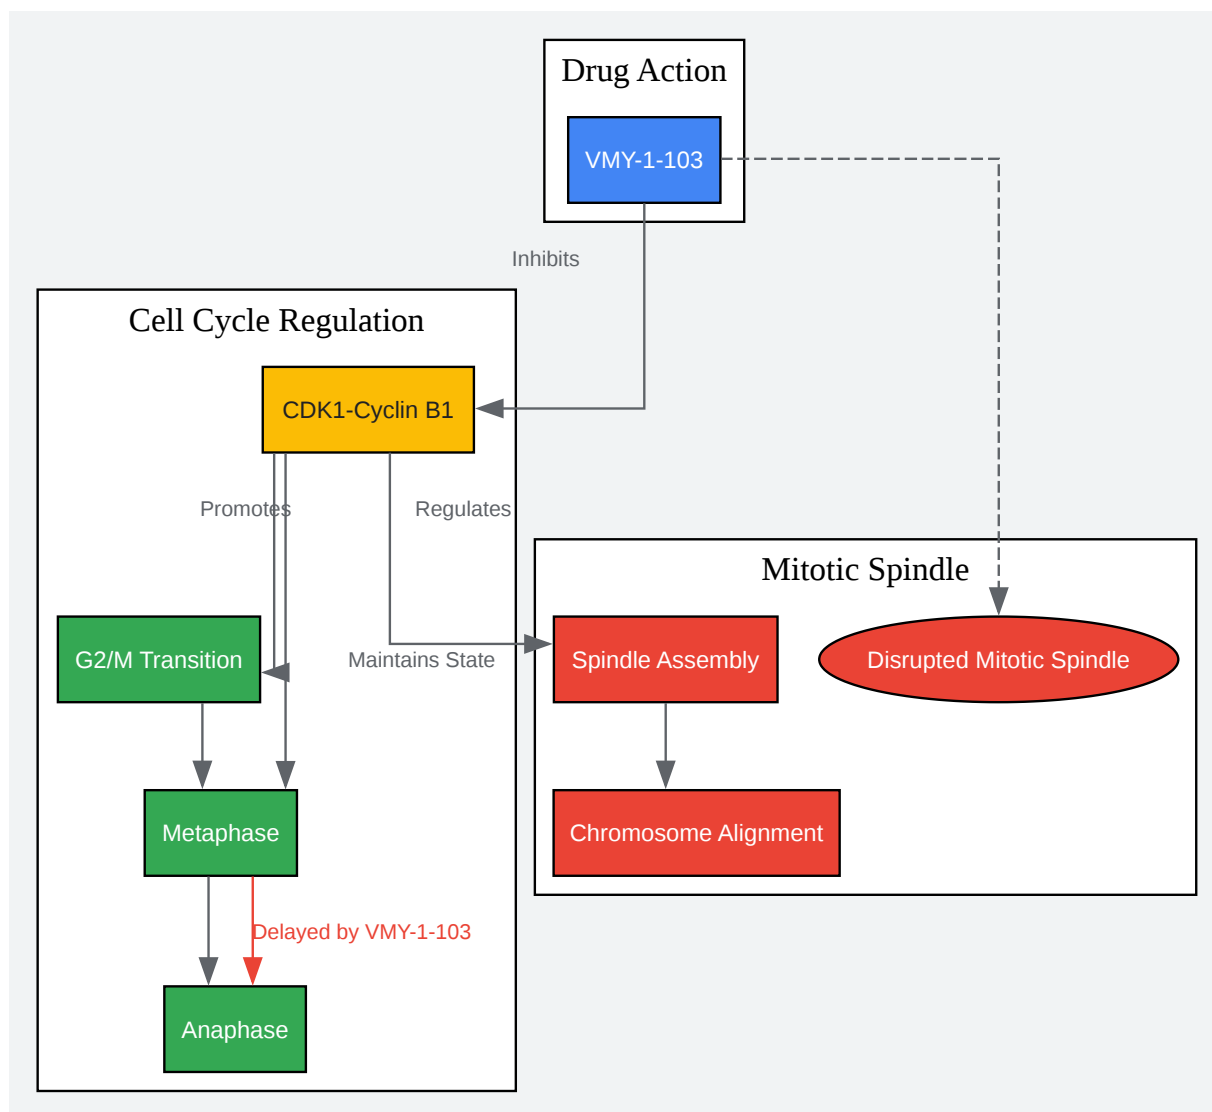 Drug Action
VMY-1-103
Inhibits
Cell Cycle Regulation
CDK1-Cyclin B1
Promotes
Regulates
Mitotic Spindle
G2/M Transition
Maintains State
Spindle Assembly
Disrupted Mitotic Spindle
Metaphase
Chromosome Alignment
Delayed by VMY-1-103
Anaphase